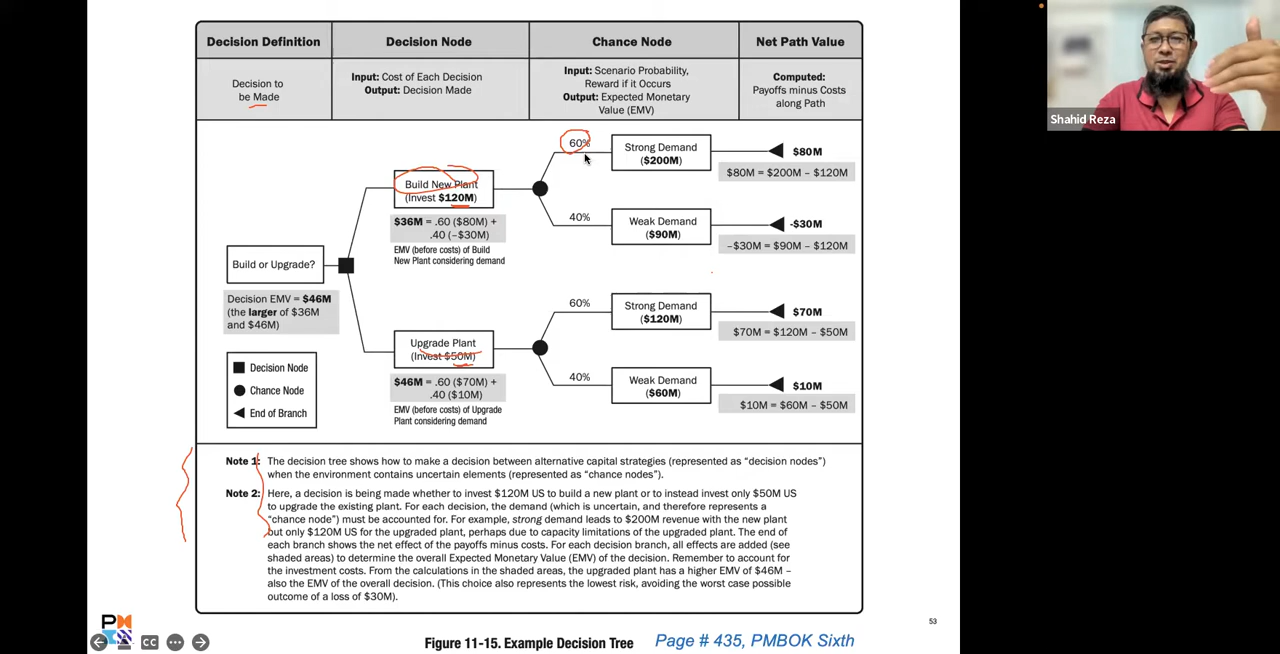 Decision Definition
Decision Node
Chance Node
Net Path Value
Decision to
be Made
Input: Cost of Each Decision
Output: Decision Made
Input: Scenario Probability,
Reward if it Occurs
Output: Expected Monetary
Value (EMV)
Computed:
Payoffs minus Costs
along Path
Shahid Reza
60%
Strong Demand
($200M)
$80M
$80M = $200M – $120M
Build New Plant
(Invest $120M)
$36M = .60 ($80M) +
.40 (–$30M)
EMV (before costs) of Build
New Plant considering demand
40%
Weak Demand
($90M)
-$30M
–$30M = $90M – $120M
Build or Upgrade?
Decision EMV = $46M
(the larger of $36M
and $46M)
60%
Strong Demand
($120M)
$70M
$70M = $120M – $50M
Upgrade Plant
(Invest $50M)
$46M = .60 ($70M) +
.40 ($10M)
EMV (before costs) of Upgrade
Plant considering demand
40%
Weak Demand
($60M)
$10M
$10M = $60M – $50M
Decision Node
Chance Node
End of Branch
Note 1: The decision tree shows how to make a decision between alternative capital strategies (represented as “decision nodes”)
when the environment contains uncertain elements (represented as “chance nodes”).
Note 2: Here, a decision is being made whether to invest $120M US to build a new plant or to instead invest only $50M US
to upgrade the existing plant. For each decision, the demand (which is uncertain, and therefore represents a
“chance node”) must be accounted for. For example, strong demand leads to $200M revenue with the new plant
but only $120M US for the upgraded plant, perhaps due to capacity limitations of the upgraded plant. The end of
each branch shows the net effect of the payoffs minus costs. For each decision branch, all effects are added (see
shaded areas) to determine the overall Expected Monetary Value (EMV) of the decision. Remember to account for
the investment costs. From the calculations in the shaded areas, the upgraded plant has a higher EMV of $46M –
also the EMV of the overall decision. (This choice also represents the lowest risk, avoiding the worst case possible
outcome of a loss of $30M).
53
PM
CC
Figure 11-15. Example Decision Tree
Page # 435, PMBOK Sixth